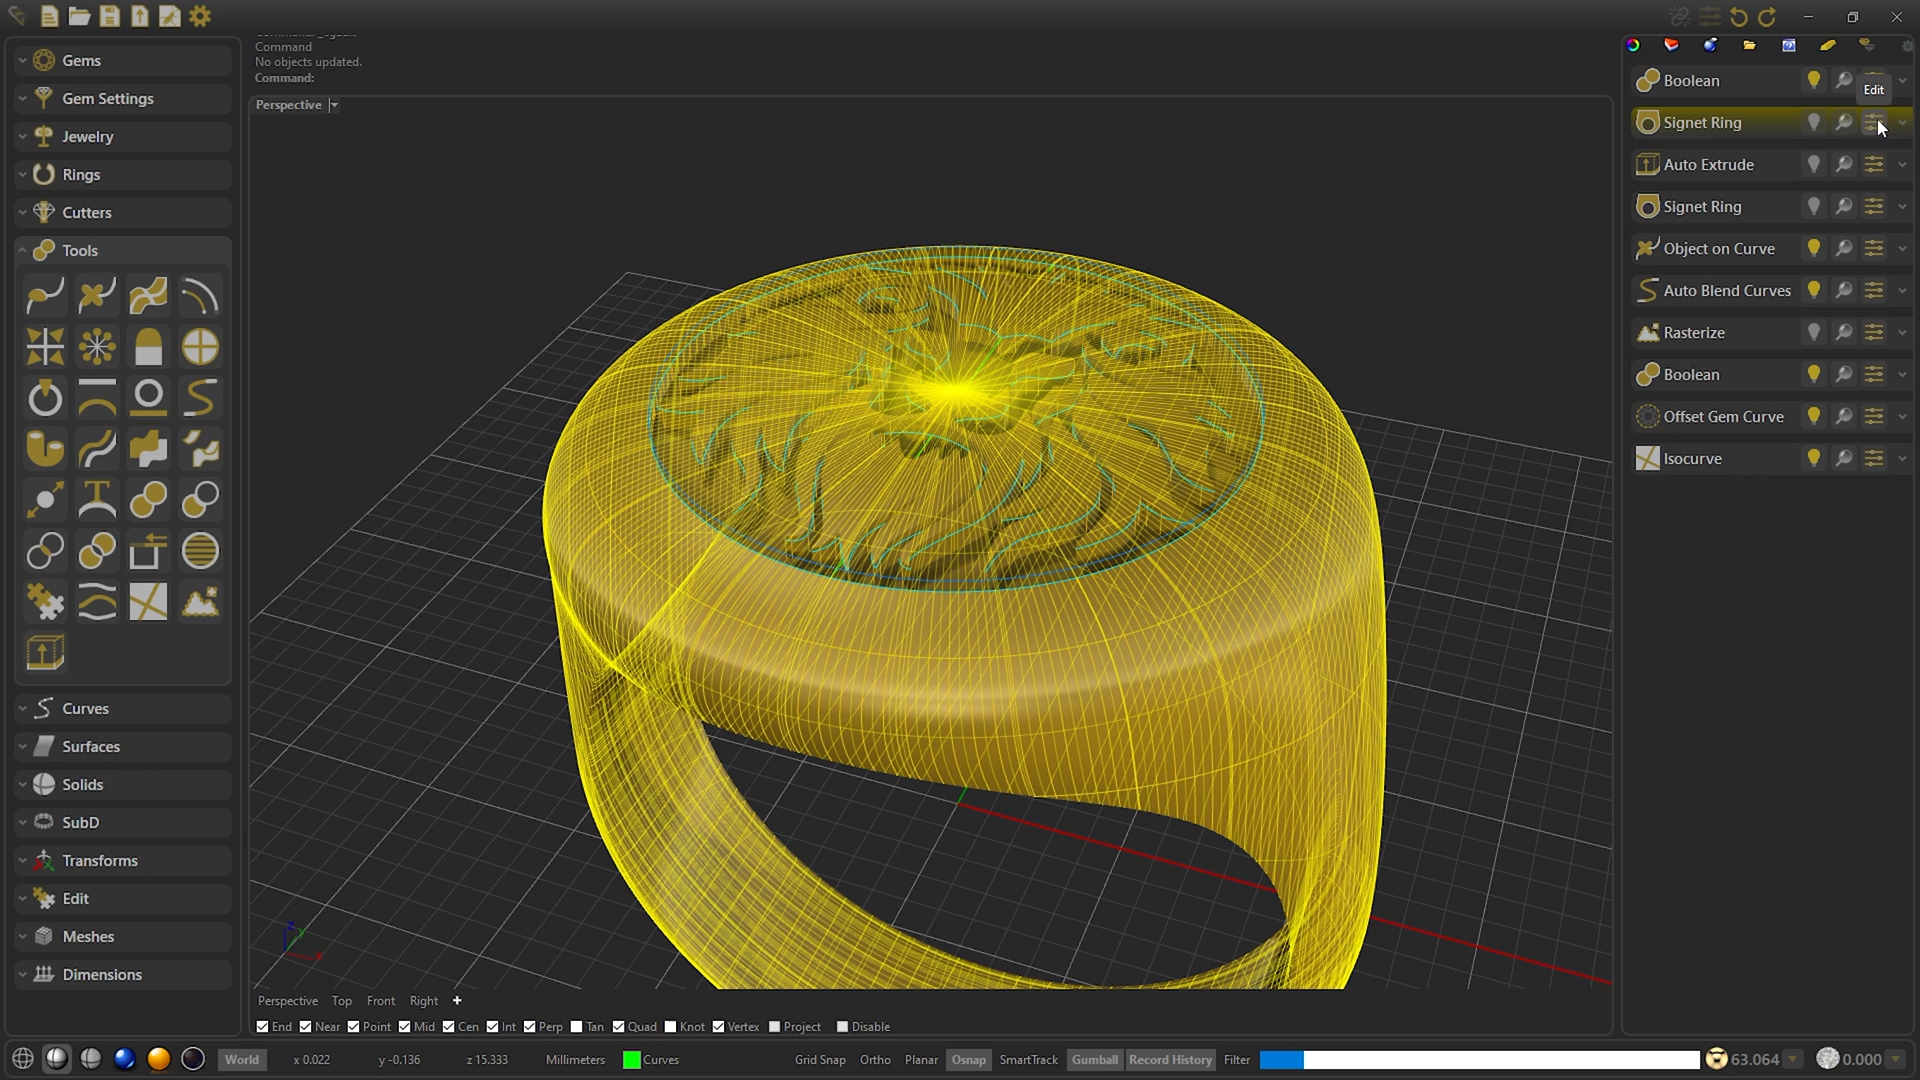 Command
No objects updated.
Command:
Perspective
Gems
Gem Settings
Jewelry
Rings
Cutters
Tools
Curves
Surfaces
Solids
SubD
Transforms
Edit
Meshes
Dimensions
Boolean
Edit
Signet Ring
Auto Extrude
Signet Ring
Object on Curve
Auto Blend Curves
Rasterize
Boolean
Offset Gem Curve
Isocurve
Perspective Top Front Right
End Near Point Mid Cen Int Perp Tan Quad Knot Vertex Project Disable
World x 0.022 y -0.136 z 15.333 Millimeters Curves Grid Snap Ortho Planar Osnap SmartTrack Gumball Record History Filter 63.064 0.000